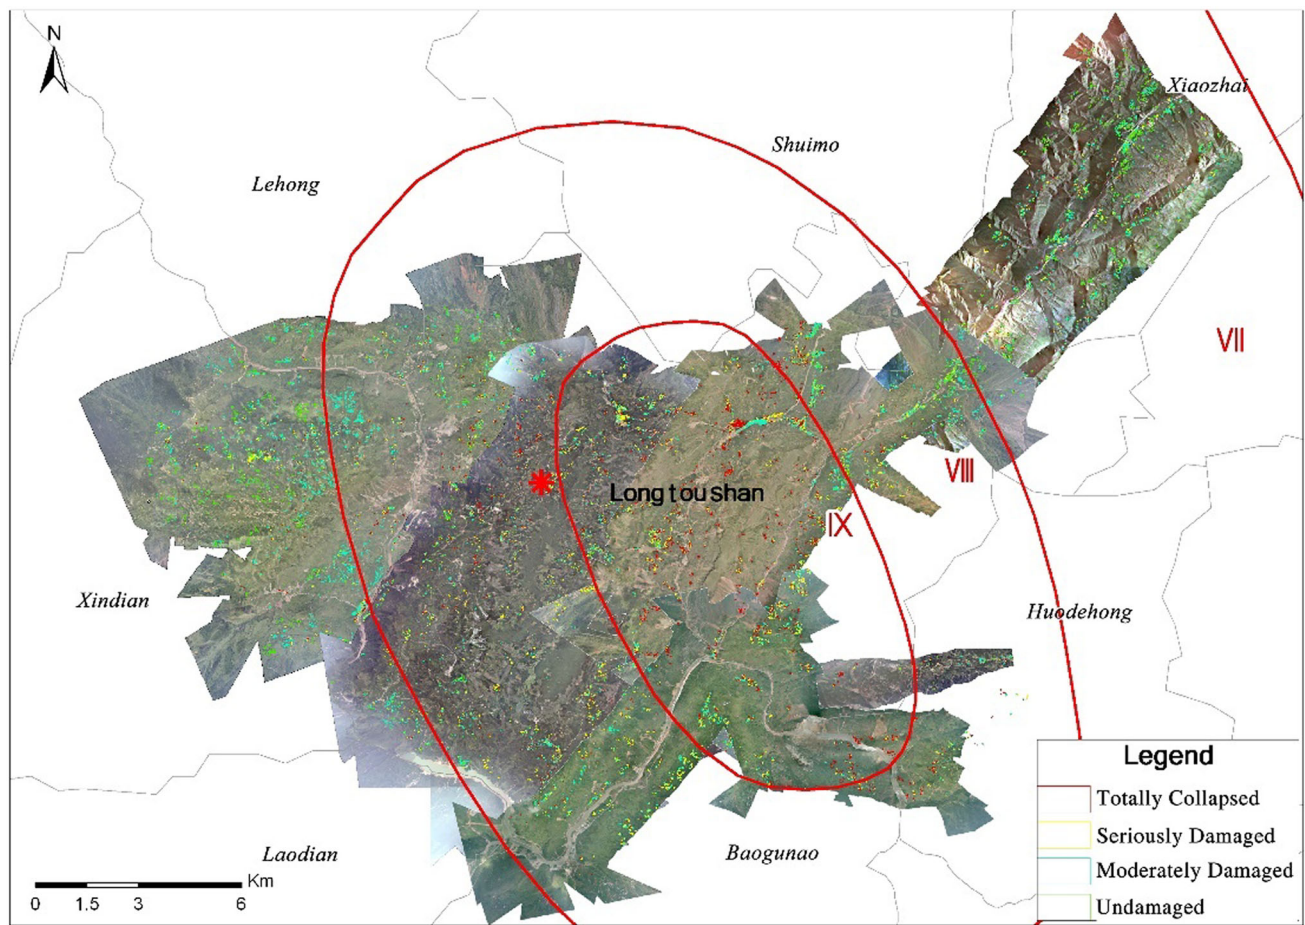 N
Xiaozhai
Shuimo
Lehong
VII
VIII
Longtoushan
IX
Xindian
Huodehong
Legend
Totally Collapsed
Seriously Damaged
Moderately Damaged
Undamaged
Laodian
Baogunao
Km
0 1.5 3 6